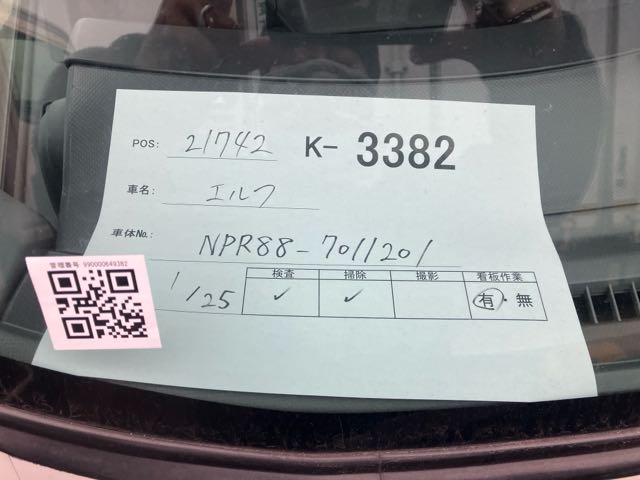 POS: 21742 K- 3382
車名: エルフ
車体No.: NPR88-7011201
管理番号 990000649382
1/25
検査 掃除 撮影 看板作業
✓ ✓ 有・無